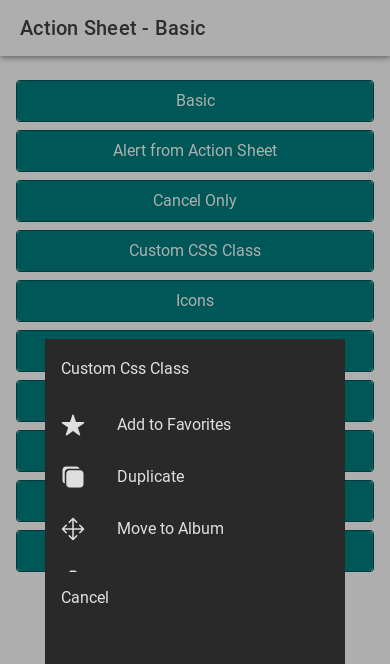 Action Sheet - Basic
Basic
Alert from Action Sheet
Cancel Only
Custom CSS Class
Icons
Custom Css Class
Add to Favorites
Duplicate
Move to Album
Cancel